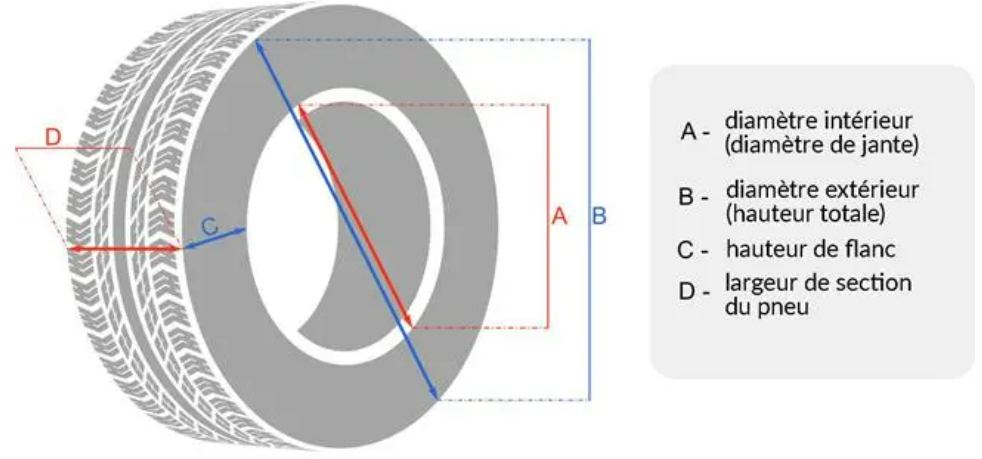 D
C
A
B
A - diamètre intérieur
(diamètre de jante)
B - diamètre extérieur
(hauteur totale)
C - hauteur de flanc
D - largeur de section
du pneu